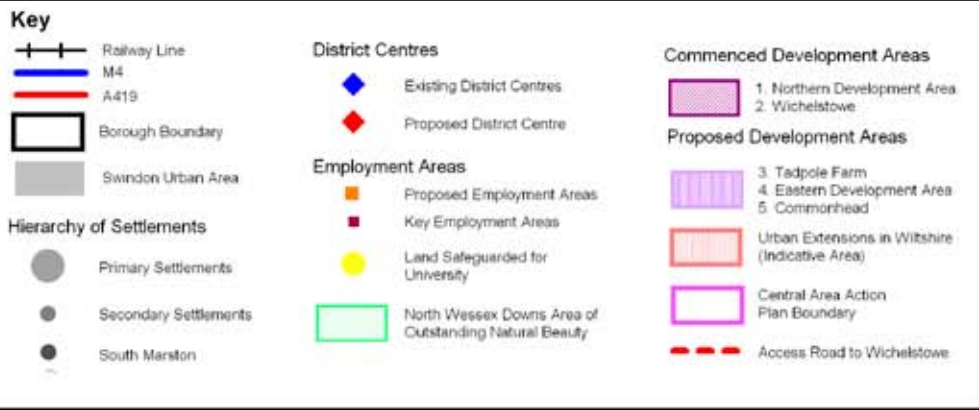 Key
Railway Line
M4
A419
Borough Boundary
Swindon Urban Area
Hierarchy of Settlements
Primary Settlements
Secondary Settlements
South Marston
District Centres
Existing District Centres
Proposed District Centre
Employment Areas
Proposed Employment Areas
Key Employment Areas
Land Safeguarded for
University
North Wessex Downs Area of
Outstanding Natural Beauty
Commenced Development Areas
1. Northern Development Area
2. Wichelstowe
Proposed Development Areas
3. Tadpole Farm
4. Eastern Development Area
5. Commonhead
Urban Extensions in Wiltshire
(Indicative Area)
Central Area Action
Plan Boundary
Access Road to Wichelstowe